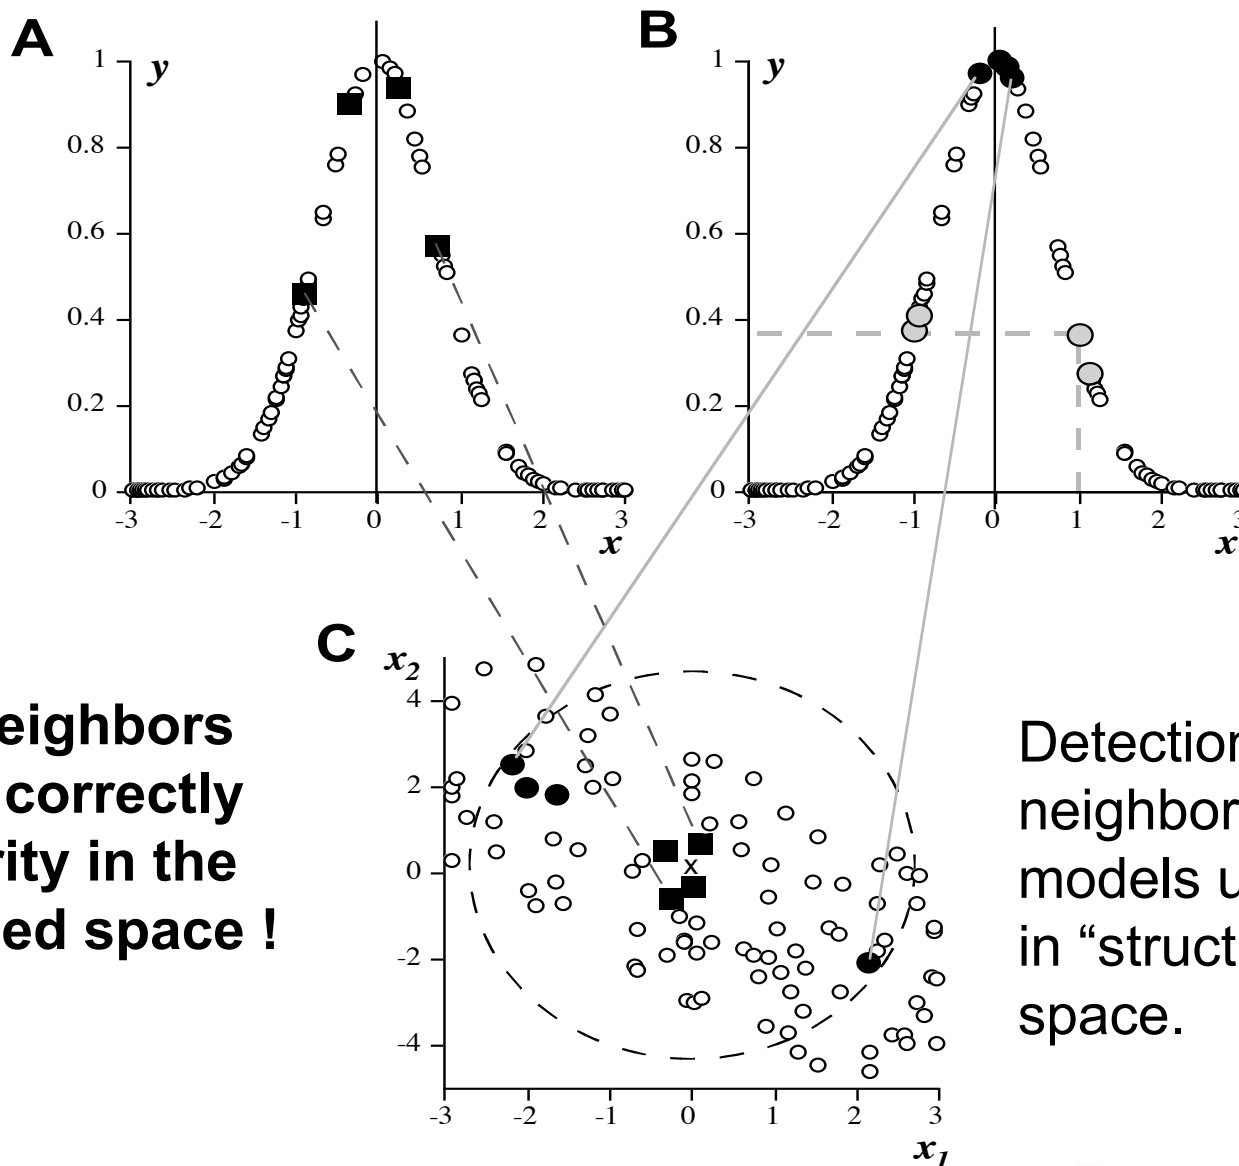 A
y
1
0.8
0.6
0.4
0.2
0
-3
-2
-1
0
1
2
3
x
B
y
1
0.8
0.6
0.4
0.2
0
-3
-2
-1
0
1
2
3
x
C
x2
4
2
0
-2
-4
x
-3
-2
-1
0
1
2
3
x1
eighbors
correctly
rity in the
ed space !
Detection
neighbor
models u
in “struct
space.